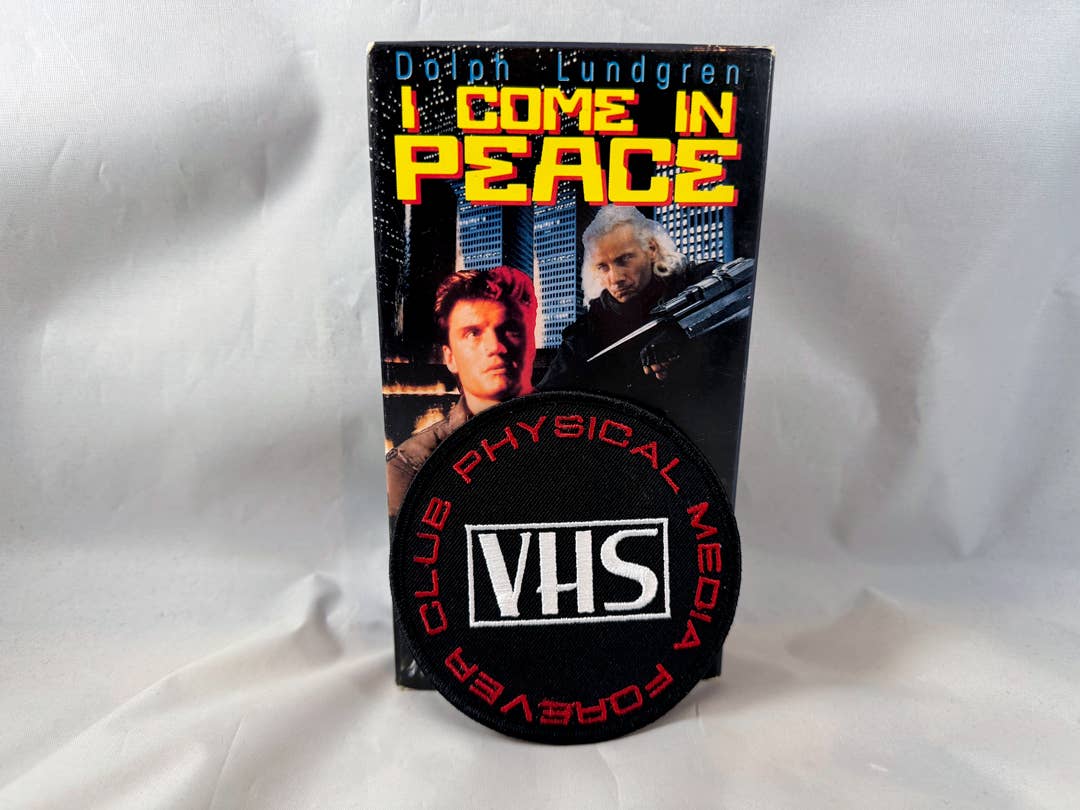 Dolph Lundgren
I COME IN
PEACE
PHYSICAL MEDIA FOREVER CLUB
VHS